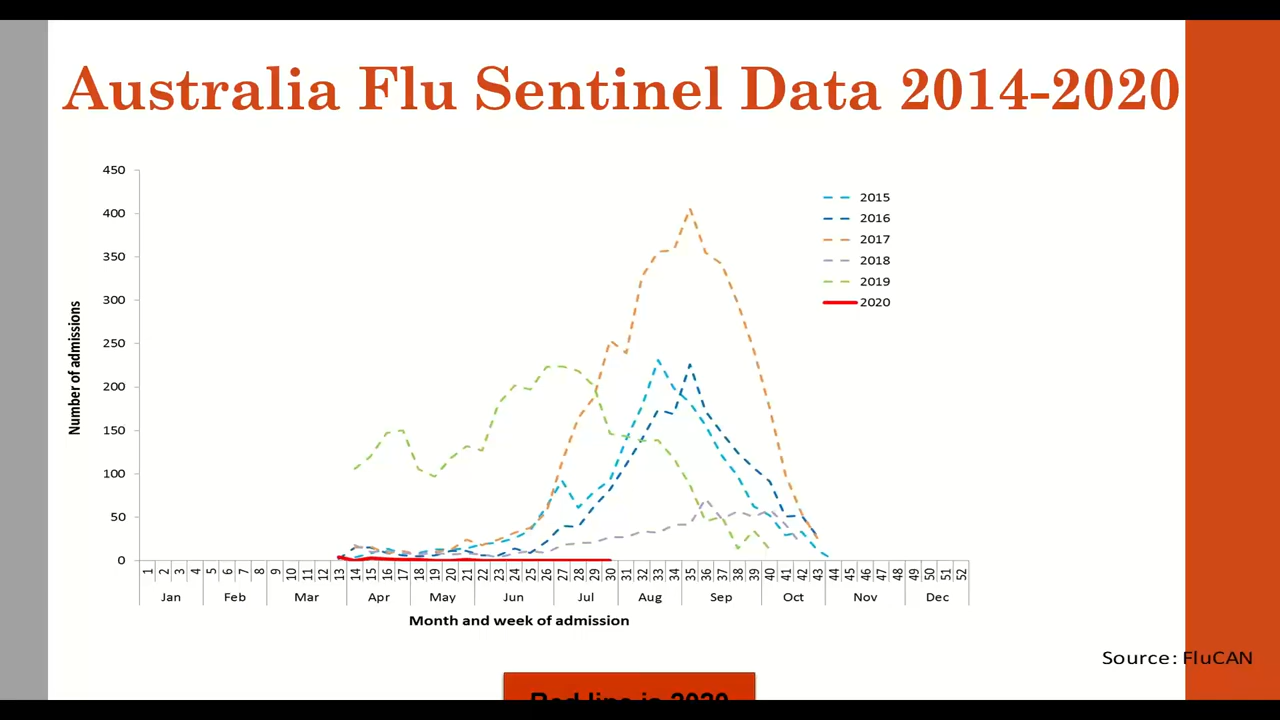 Australia Flu Sentinel Data 2014-2020
450
400
350
300
250
200
150
100
50
0
Number of admissions
2015
2016
2017
2018
2019
2020
1 2 3 4 5 6 7 8 9 10 11 12 13 14 15 16 17 18 19 20 21 22 23 24 25 26 27 28 29 30 31 32 33 34 35 36 37 38 39 40 41 42 43 44 45 46 47 48 49 50 51 52
Jan Feb Mar Apr May Jun Jul Aug Sep Oct Nov Dec
Month and week of admission
Source: FluCAN
Red line is 2020